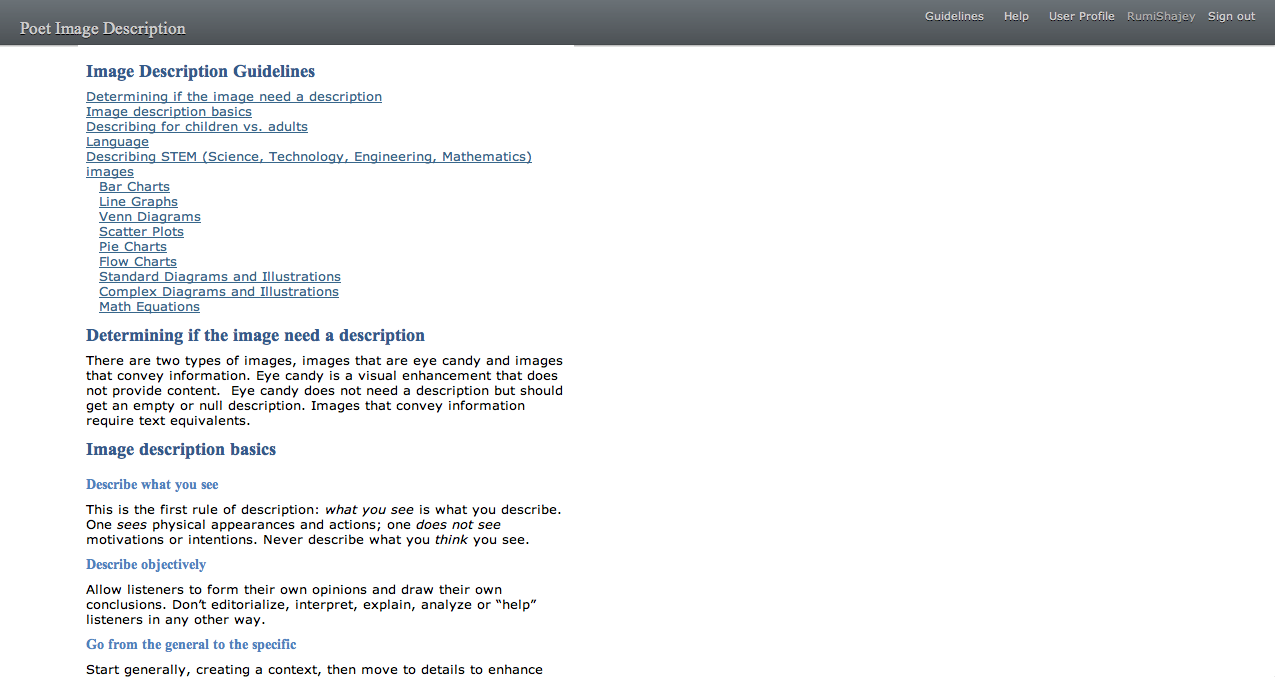 Poet Image Description
Guidelines Help User Profile RumiShajey Sign out
Image Description Guidelines
Determining if the image need a description
Image description basics
Describing for children vs. adults
Language
Describing STEM (Science, Technology, Engineering, Mathematics)
images
Bar Charts
Line Graphs
Venn Diagrams
Scatter Plots
Pie Charts
Flow Charts
Standard Diagrams and Illustrations
Complex Diagrams and Illustrations
Math Equations
Determining if the image need a description
There are two types of images, images that are eye candy and images
that convey information. Eye candy is a visual enhancement that does
not provide content.  Eye candy does not need a description but should
get an empty or null description. Images that convey information
require text equivalents.
Image description basics
Describe what you see
This is the first rule of description: what you see is what you describe.
One sees physical appearances and actions; one does not see
motivations or intentions. Never describe what you think you see.
Describe objectively
Allow listeners to form their own opinions and draw their own
conclusions. Don’t editorialize, interpret, explain, analyze or “help”
listeners in any other way.
Go from the general to the specific
Start generally, creating a context, then move to details to enhance